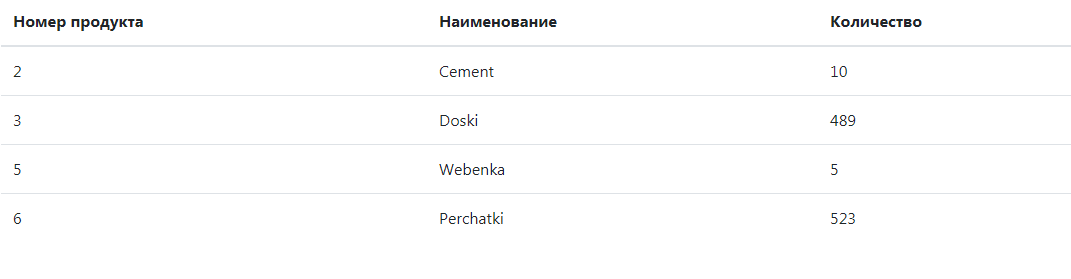 Номер продукта Наименование Количество
2 Cement 10
3 Doski 489
5 Webenka 5
6 Perchatki 523